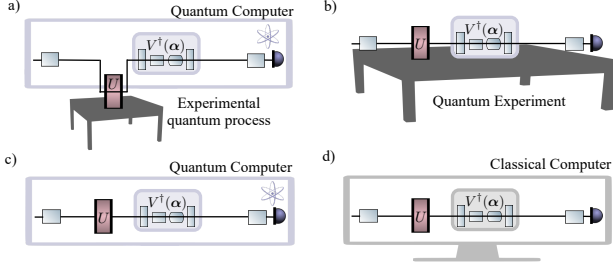 a)
Quantum Computer
V†(α)
U
Experimental
quantum process
b)
U
V†(α)
Quantum Experiment
c)
Quantum Computer
U
V†(α)
d)
Classical Computer
U
V†(α)